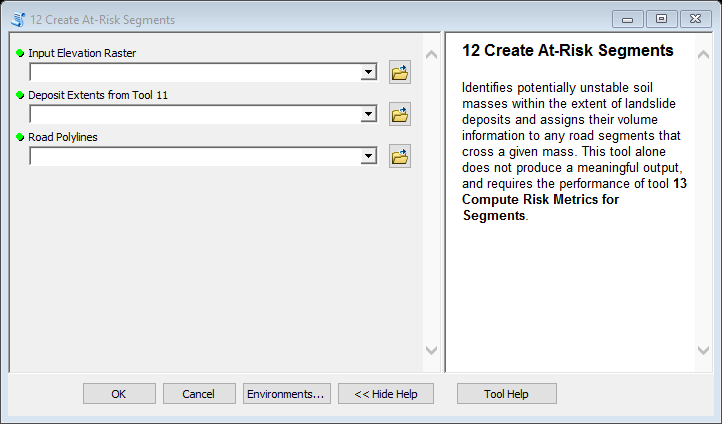 12 Create At-Risk Segments
Input Elevation Raster
Deposit Extents from Tool 11
Road Polylines
12 Create At-Risk Segments
Identifies potentially unstable soil
masses within the extent of landslide
deposits and assigns their volume
information to any road segments that
cross a given mass. This tool alone
does not produce a meaningful output,
and requires the performance of tool 13
Compute Risk Metrics for
Segments.
OK
Cancel
Environments...
<< Hide Help
Tool Help